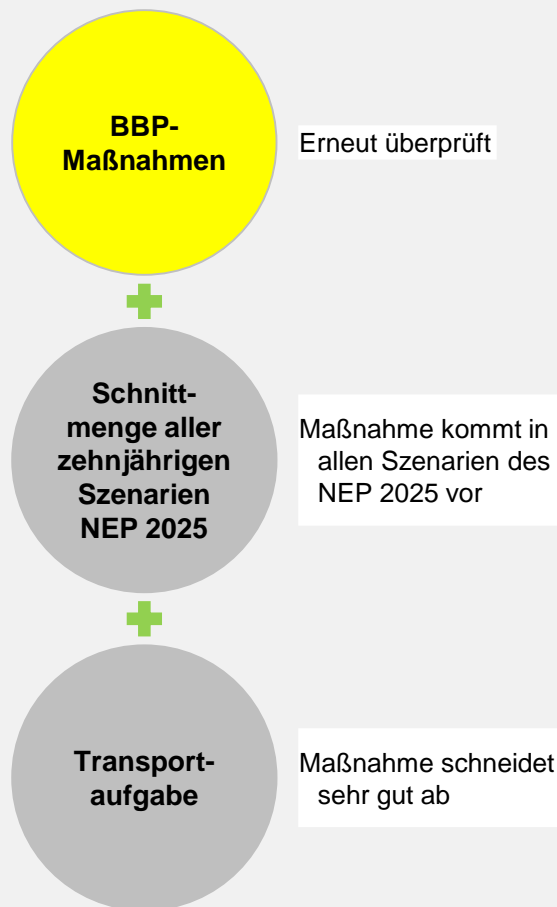 BBP-
Maßnahmen
Erneut überprüft
Schnitt-
menge aller
zehnjährigen
Szenarien
NEP 2025
Maßnahme kommt in
allen Szenarien des
NEP 2025 vor
Transport-
aufgabe
Maßnahme schneidet
sehr gut ab